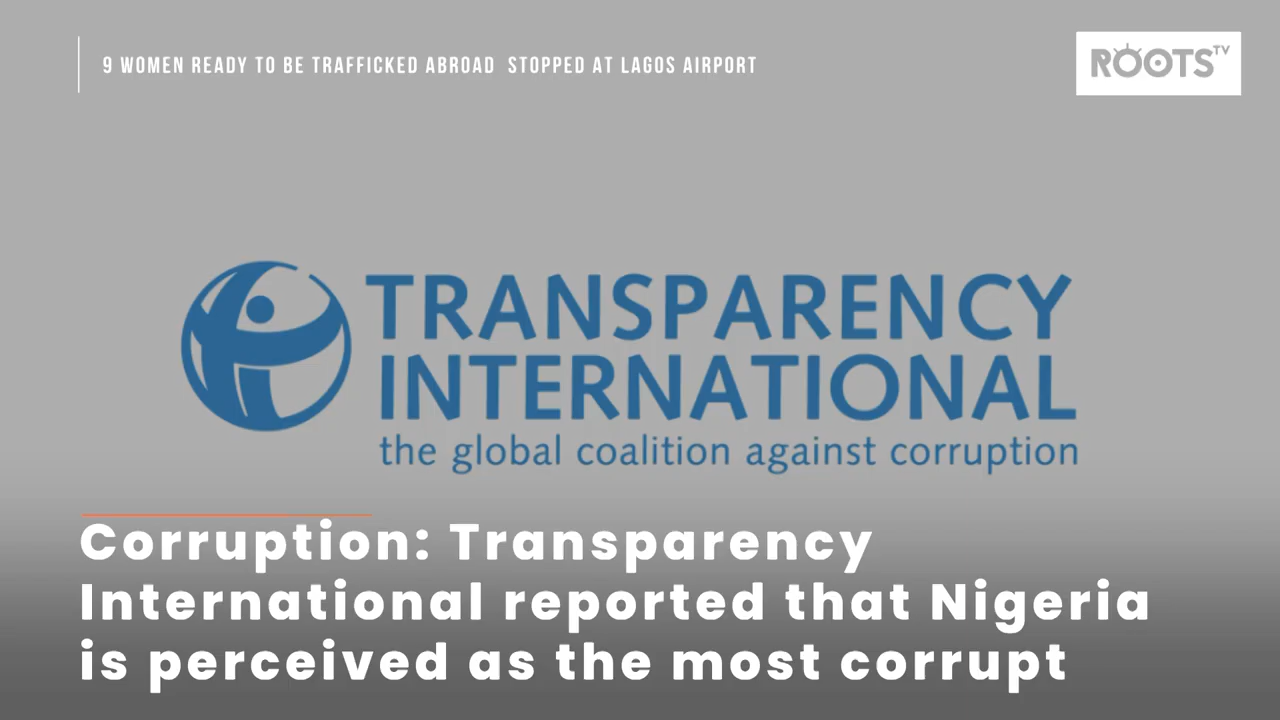 9 WOMEN READY TO BE TRAFFICKED ABROAD STOPPED AT LAGOS AIRPORT
ROOTS TV
TRANSPARENCY
INTERNATIONAL
the global coalition against corruption
Corruption: Transparency
International reported that Nigeria
is perceived as the most corrupt